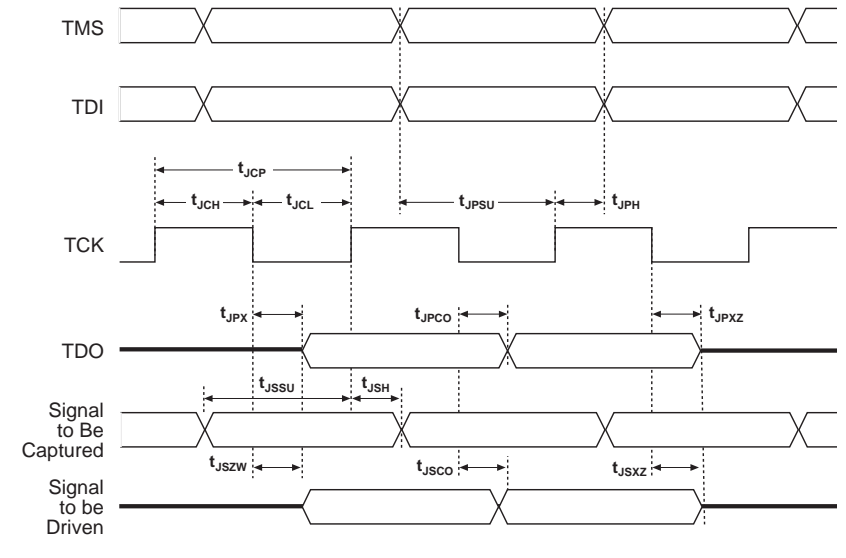 TMS
TDI
tJCP
tJCH
tJCL
tJPSU
tJPH
TCK
tJPX
tJPCO
tJPXZ
TDO
tJSSU
tJSH
Signal
to Be
Captured
tJSZW
tJSCO
tJSXZ
Signal
to be
Driven